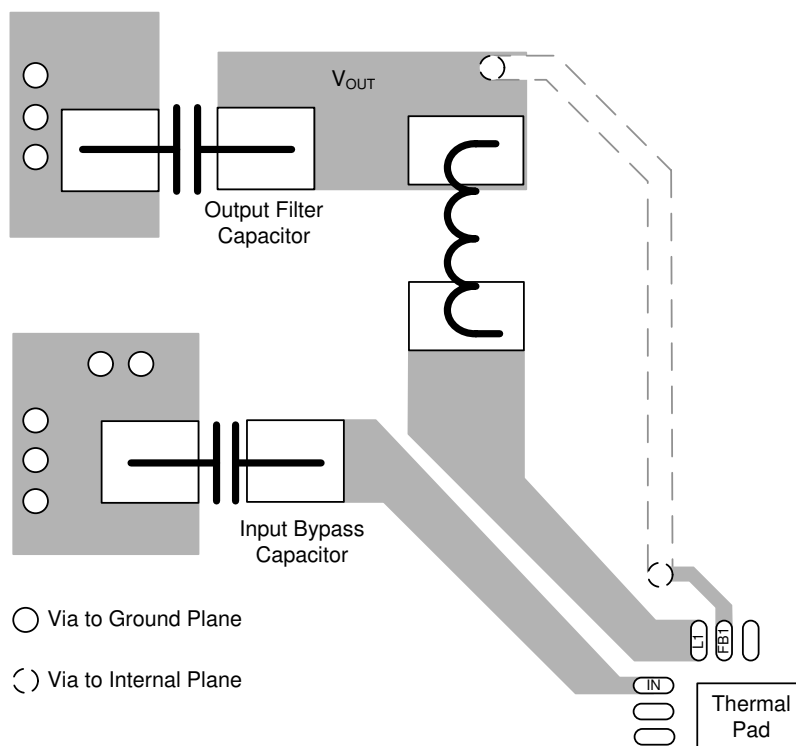 VOUT
Output Filter
Capacitor
Input Bypass
Capacitor
Via to Ground Plane
Via to Internal Plane
L1
FB1
IN
Thermal
Pad